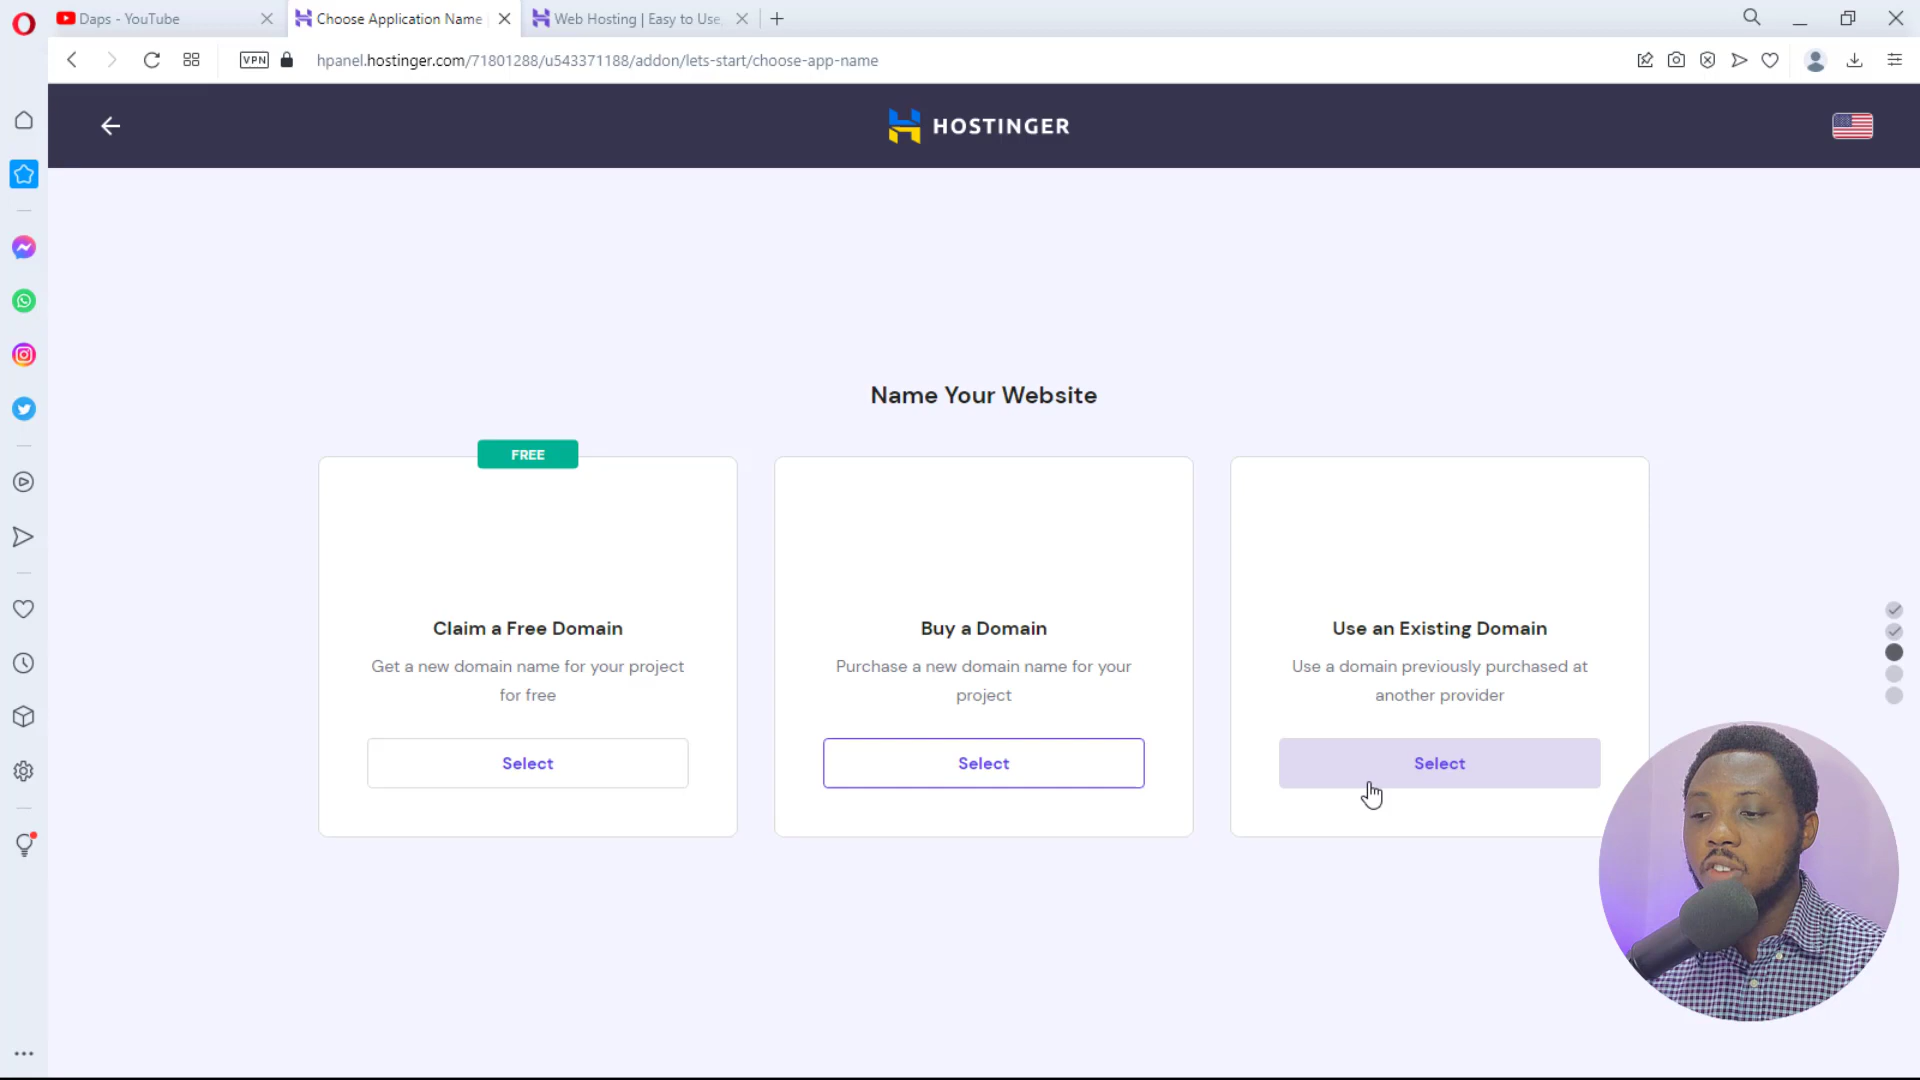 Daps - YouTube
Choose Application Name
Web Hosting | Easy to Use,
VPN
hpanel.hostinger.com/71801288/u543371188/addon/lets-start/choose-app-name
HOSTINGER
Name Your Website
FREE
Claim a Free Domain
Get a new domain name for your project
for free
Select
Buy a Domain
Purchase a new domain name for your
project
Select
Use an Existing Domain
Use a domain previously purchased at
another provider
Select